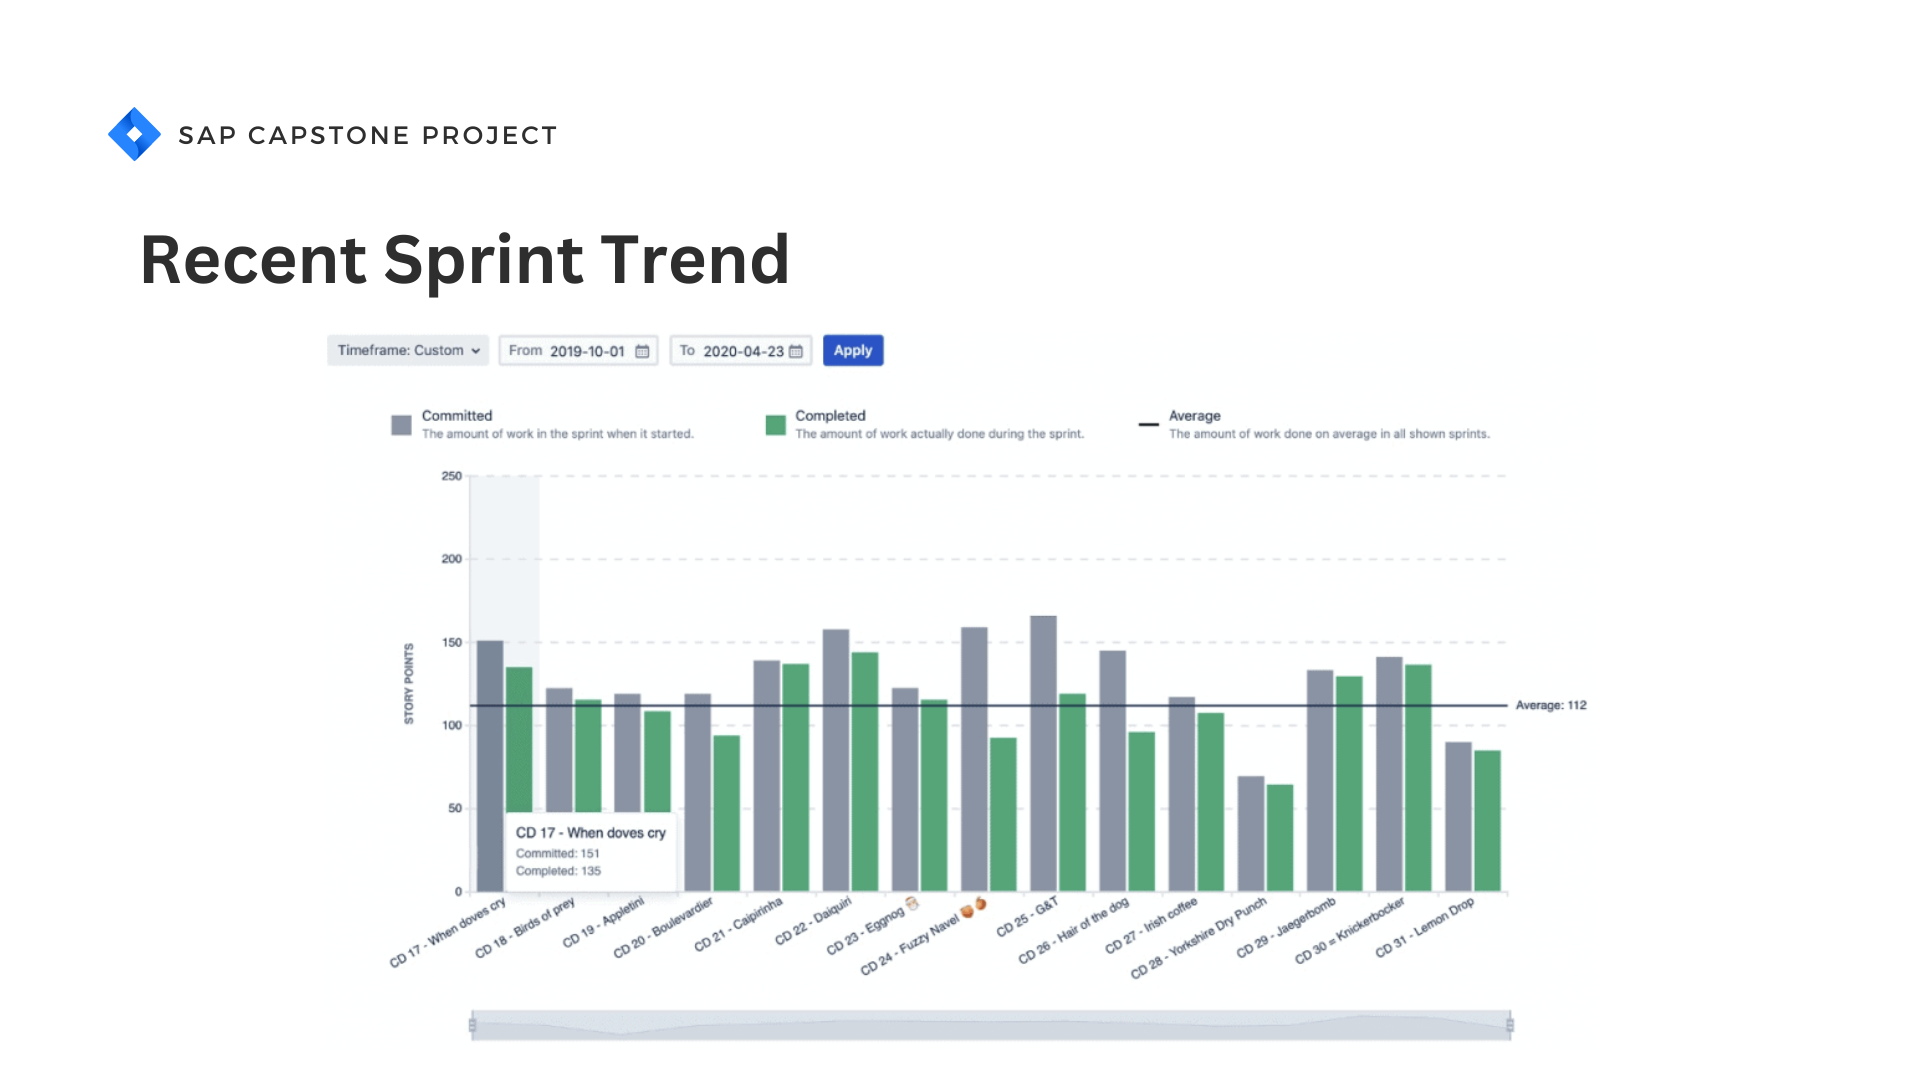 SAP CAPSTONE PROJECT
Recent Sprint Trend
Timeframe: Custom From 2019-10-01 To 2020-04-23 Apply
Committed
The amount of work in the sprint when it started.
Completed
The amount of work actually done during the sprint.
Average
The amount of work done on average in all shown sprints.
250
200
150
100
50
0
STORY POINTS
Average: 112
CD 17 - When doves cry
Committed: 151
Completed: 135
CD 17 - When doves cry
CD 18 - Birds of prey
CD 19 - Appletini
CD 20 - Boulevardier
CD 21 - Caipirinha
CD 22 - Daiquiri
CD 23 - Eggnog
CD 24 - Fuzzy Navel
CD 25 - G&T
CD 26 - Hair of the dog
CD 27 - Irish coffee
CD 28 - Yorkshire Dry Punch
CD 29 - Jaegerbomb
CD 30 = Knickerbocker
CD 31 - Lemon Drop